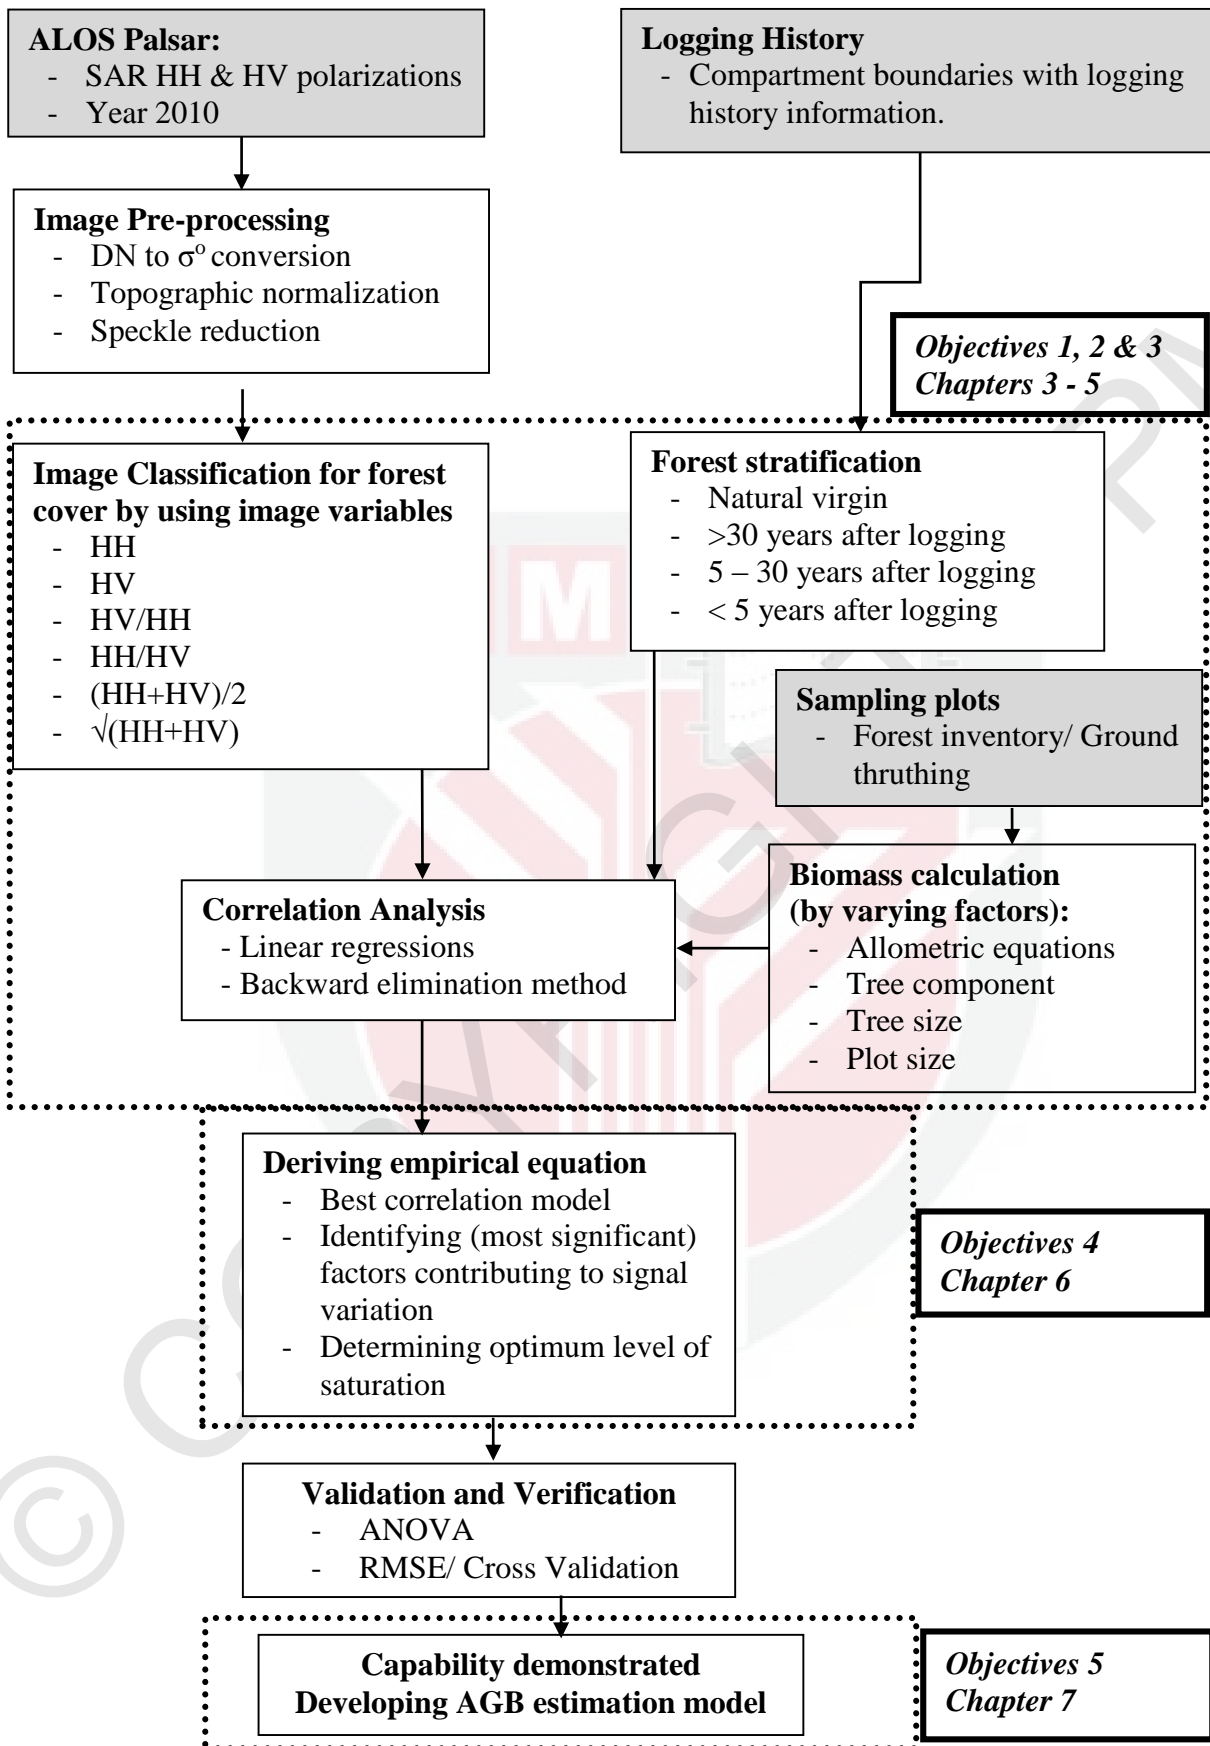 ALOS Palsar:
- SAR HH & HV polarizations
- Year 2010
Logging History
- Compartment boundaries with logging
history information.
Image Pre-processing
- DN to σº conversion
- Topographic normalization
- Speckle reduction
Objectives 1, 2 & 3
Chapters 3 - 5
Image Classification for forest
cover by using image variables
- HH
- HV
- HV/HH
- HH/HV
- (HH+HV)/2
- √(HH+HV)
Forest stratification
- Natural virgin
- >30 years after logging
- 5 – 30 years after logging
- < 5 years after logging
Sampling plots
- Forest inventory/ Ground
thruthing
Biomass calculation
(by varying factors):
- Allometric equations
- Tree component
- Tree size
- Plot size
Correlation Analysis
- Linear regressions
- Backward elimination method
Deriving empirical equation
- Best correlation model
- Identifying (most significant)
factors contributing to signal
variation
- Determining optimum level of
saturation
Objectives 4
Chapter 6
Validation and Verification
- ANOVA
- RMSE/ Cross Validation
Capability demonstrated
Developing AGB estimation model
Objectives 5
Chapter 7